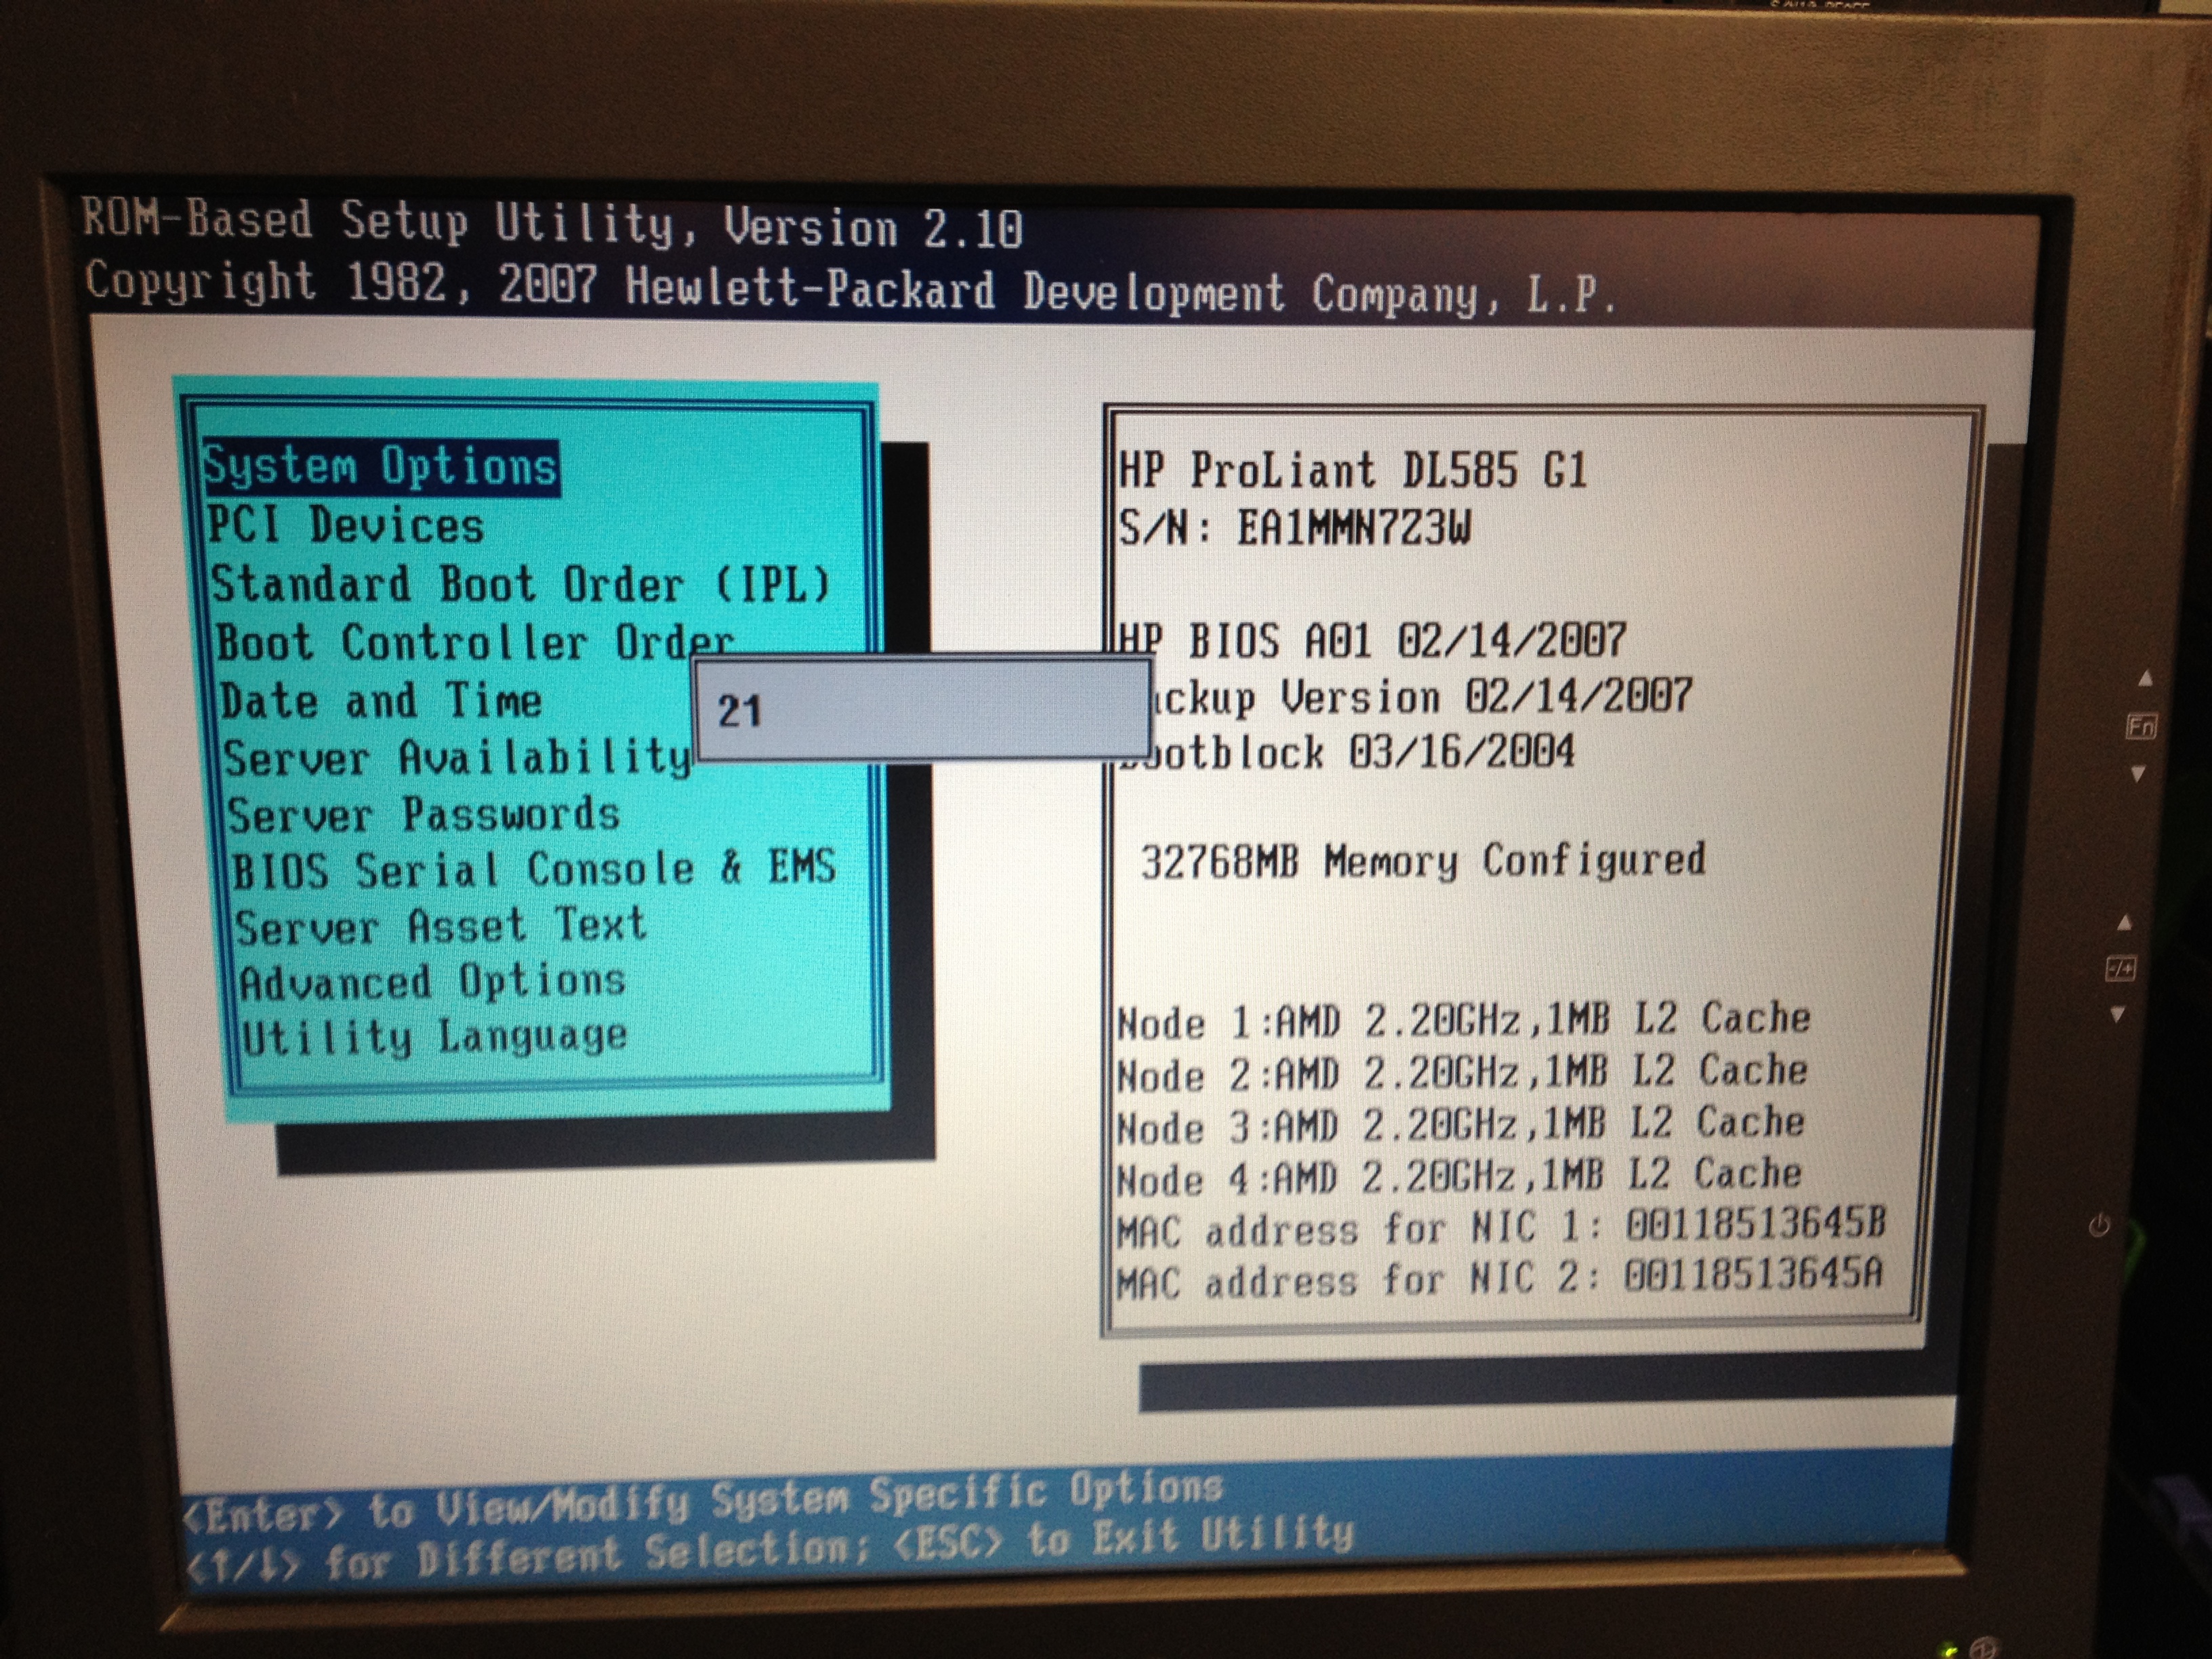 ROM-Based Setup Utility, Version 2.10
Copyright 1982, 2007 Hewlett-Packard Development Company, L.P.
System Options
PCI Devices
Standard Boot Order (IPL)
Boot Controller Order
Date and Time
Server Availability
Server Passwords
BIOS Serial Console & EMS
Server Asset Text
Advanced Options
Utility Language
21
HP ProLiant DL585 G1
S/N: EA1MMN7Z3W
HP BIOS A01 02/14/2007
ckup Version 02/14/2007
otblock 03/16/2004
32768MB Memory Configured
Node 1:AMD 2.20GHz,1MB L2 Cache
Node 2:AMD 2.20GHz,1MB L2 Cache
Node 3:AMD 2.20GHz,1MB L2 Cache
Node 4:AMD 2.20GHz,1MB L2 Cache
MAC address for NIC 1: 00118513645B
MAC address for NIC 2: 00118513645A
<Enter> to View/Modify System Specific Options
<↑/↓> for Different Selection; <ESC> to Exit Utility
Fn
-/+